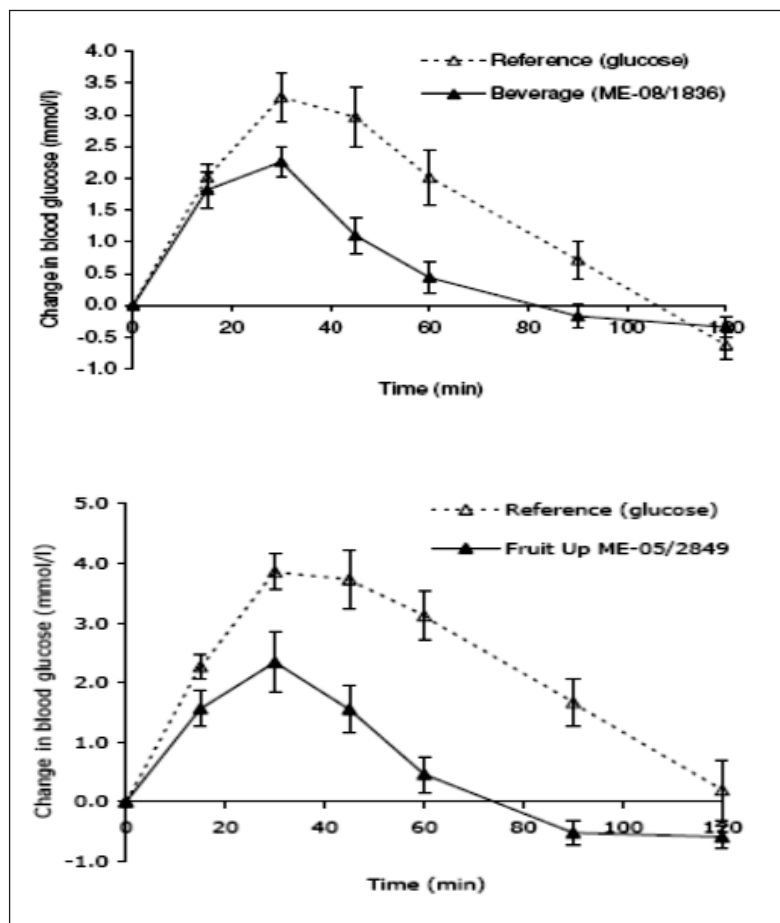 4.0
3.5
3.0
2.5
2.0
1.5
1.0
0.5
0.0
-0.5
-1.0
Change in blood glucose (mmol/l)
Reference (glucose)
Beverage (ME-08/1836)
0 20 40 60 80 100 120
Time (min)
5.0
4.0
3.0
2.0
1.0
0.0
-1.0
Change in blood glucose (mmol/l)
Reference (glucose)
Fruit Up ME-05/2849
0 20 40 60 80 100 120
Time (min)